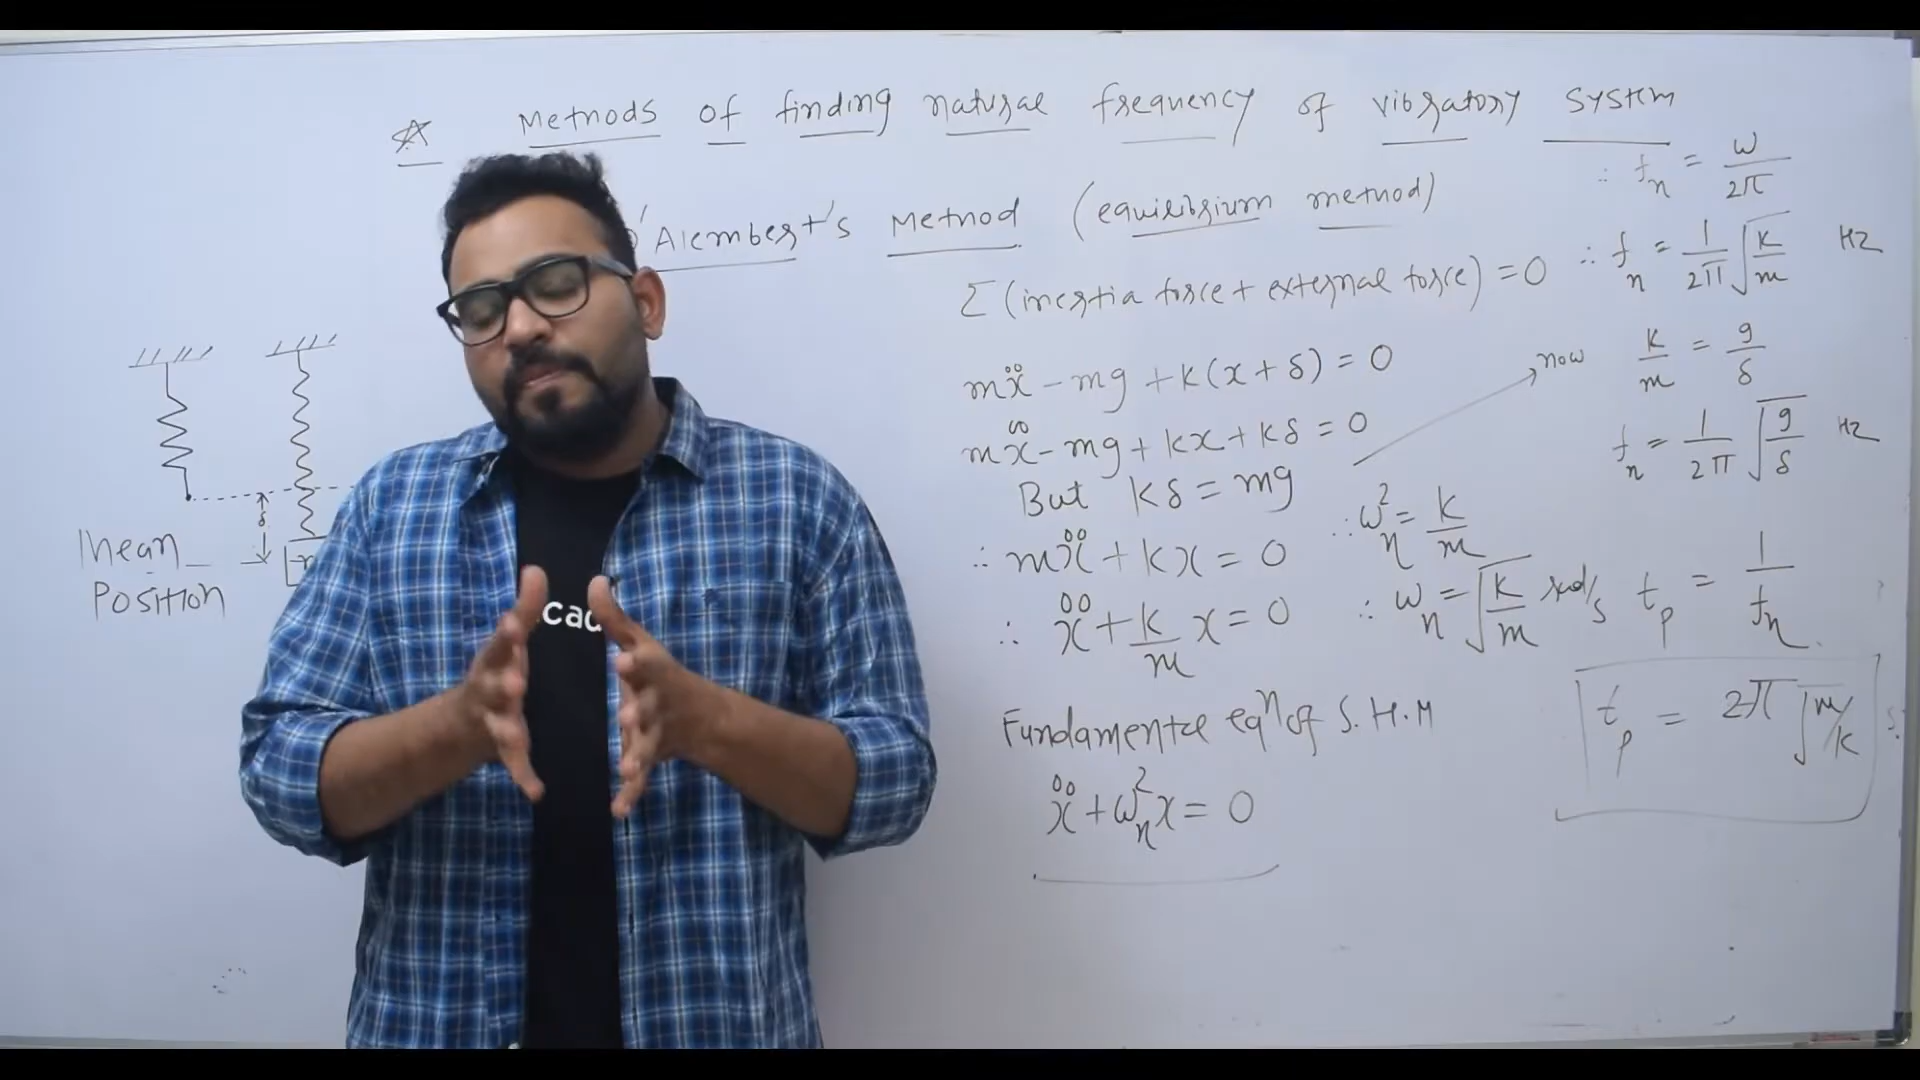 ☆ Methods of finding natural frequency of vibratory system
D'Alembert's Method (equilibrium method)
Σ (inertia force + external force) = 0
mẍ - mg + k(x + δ) = 0
mẍ - mg + kx + kδ = 0
But kδ = mg
∴ mẍ + kx = 0
∴ ẍ + k/m x = 0
Fundamental eqⁿ of S.H.M
ẍ + ωₙ²x = 0
∴ ωₙ² = k/m
∴ ωₙ = √(k/m) rad/s
∴ fₙ = ω/2π
∴ fₙ = 1/2π √(k/m) Hz
now k/m = g/δ
fₙ = 1/2π √(g/δ) Hz
tₚ = 1/fₙ
tₚ = 2π √(m/k) s.
δ
Mean
Position
cad